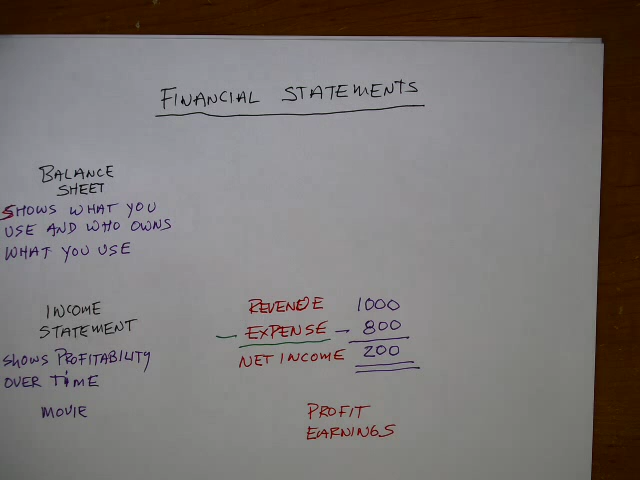 FINANCIAL STATEMENTS
BALANCE
SHEET
SHOWS WHAT YOU
USE AND WHO OWNS
WHAT YOU USE
INCOME
STATEMENT
SHOWS PROFITABILITY
OVER TIME
MOVIE
REVENUE 1000
- EXPENSE - 800
NET INCOME 200
PROFIT
EARNINGS